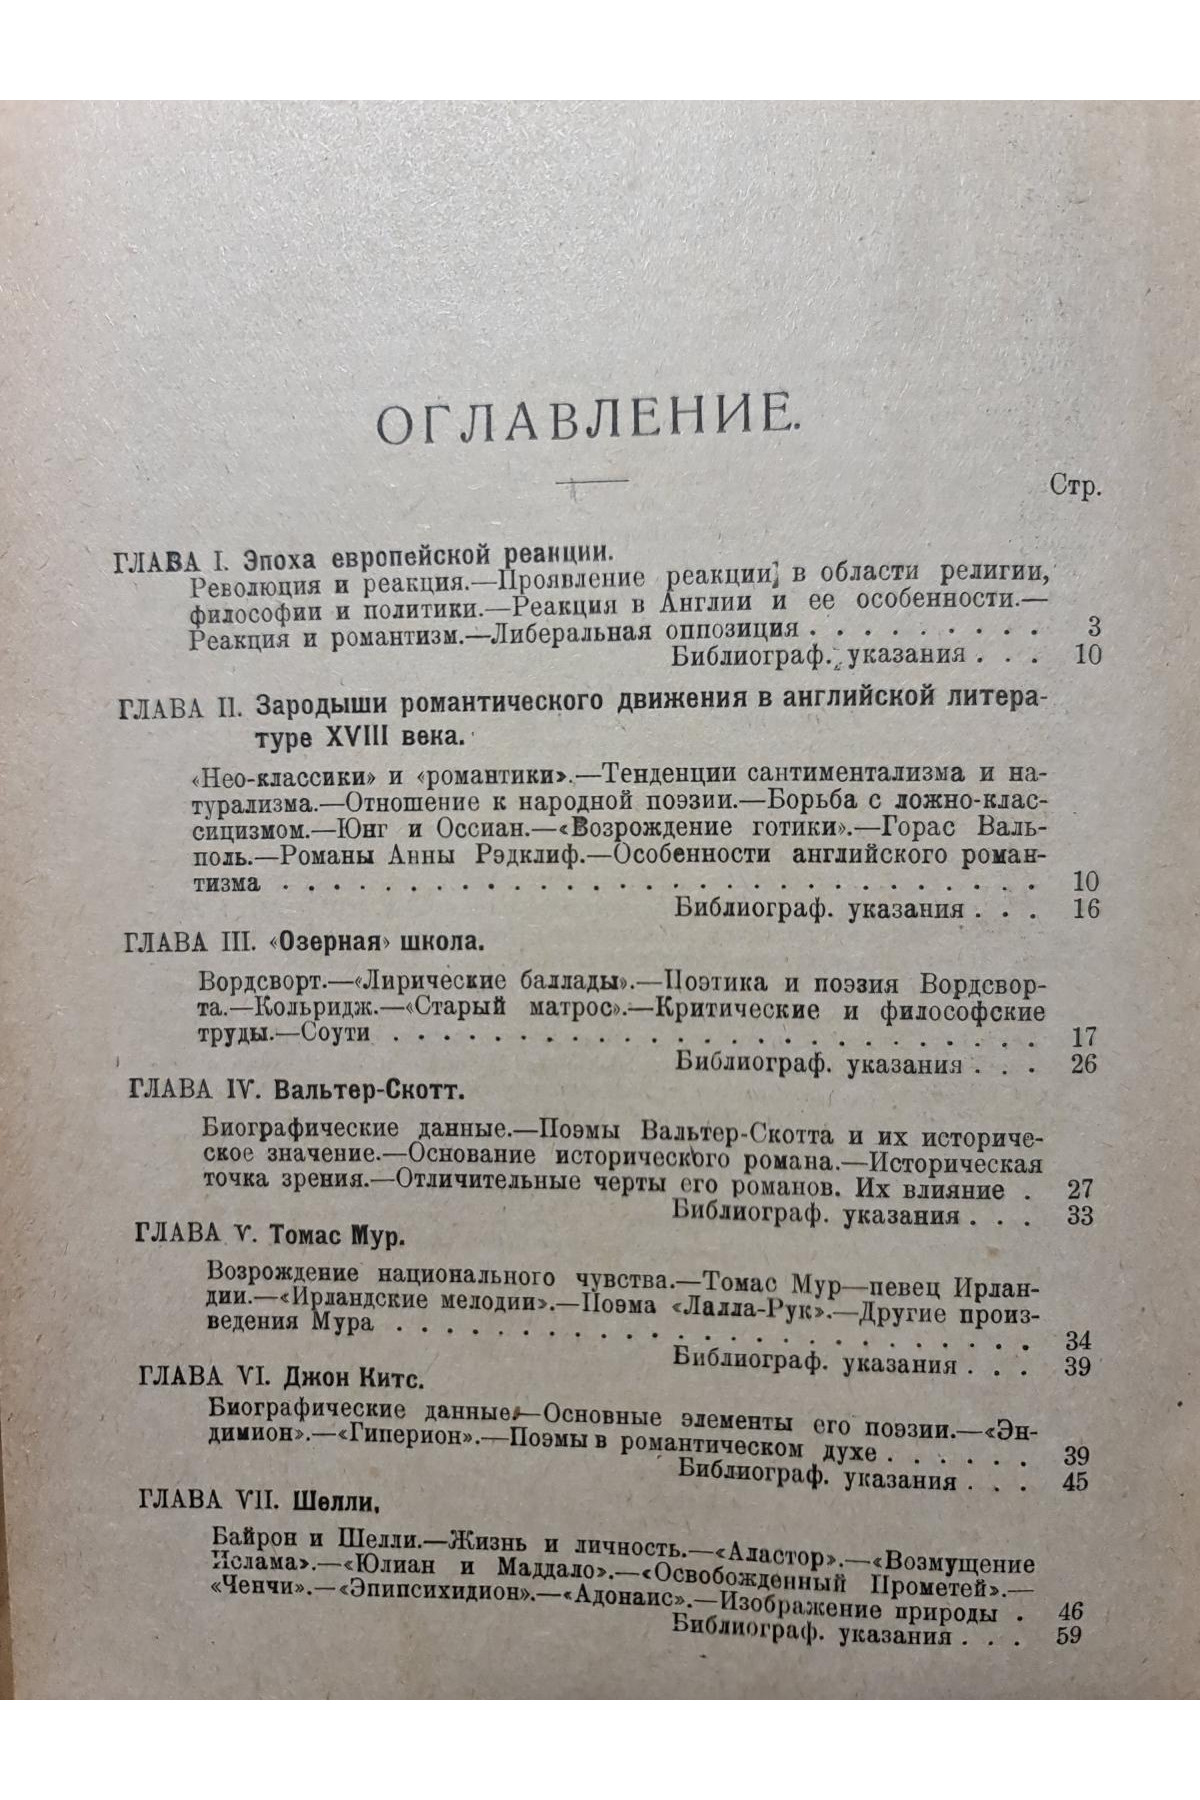 ОГЛАВЛЕНИЕ.
Стр.
ГЛАВА I. Эпоха европейской реакции.
Революция и реакция.—Проявление реакции в области религии,
философии и политики.—Реакция в Англии и ее особенности.—
Реакция и романтизм.—Либеральная оппозиция . . . . . . . . . 3
Библиограф. указания . . . 10
ГЛАВА II. Зародыши романтического движения в английской литера-
туре XVIII века.
«Нео-классики» и «романтики».—Тенденции сантиментализма и на-
турализма.—Отношение к народной поэзии.—Борьба с ложно-клас-
сицизмом.—Юнг и Оссиан.—«Возрождение готики».—Горас Валь-
поль.—Романы Анны Рэдклиф.—Особенности английского роман-
тизма . . . . . . . . . . . . . . . . . . . . . . . . . . . . . 10
Библиограф. указания . . . 16
ГЛАВА III. «Озерная» школа.
Вордсворт.—«Лирические баллады».—Поэтика и поэзия Вордсвор-
та.—Кольридж.—«Старый матрос».—Критические и философские
труды.—Соути . . . . . . . . . . . . . . . . . . . . . . . . . 17
Библиограф. указания . . . 26
ГЛАВА IV. Вальтер-Скотт.
Биографические данные.—Поэмы Вальтер-Скотта и их историче-
ское значение.—Основание исторического романа.—Историческая
точка зрения.—Отличительные черты его романов. Их влияние . 27
Библиограф. указания . . . 33
ГЛАВА V. Томас Мур.
Возрождение национального чувства.—Томас Мур—певец Ирлан-
дии.—«Ирландские мелодии».—Поэма «Лалла-Рук».—Другие произ-
ведения Мура . . . . . . . . . . . . . . . . . . . . . . . . . 34
Библиограф. указания . . . 39
ГЛАВА VI. Джон Китс.
Биографические данные.—Основные элементы его поэзии.—«Эн-
димион».—«Гиперион».—Поэмы в романтическом духе . . . . . . 39
Библиограф. указания . . . 45
ГЛАВА VII. Шелли.
Байрон и Шелли.—Жизнь и личность.—«Аластор».—«Возмущение
Ислама».—«Юлиан и Маддало».—«Освобожденный Прометей».—
«Ченчи».—«Эпипсихидион».—«Адонаис».—Изображение природы . 46
Библиограф. указания . . . 59